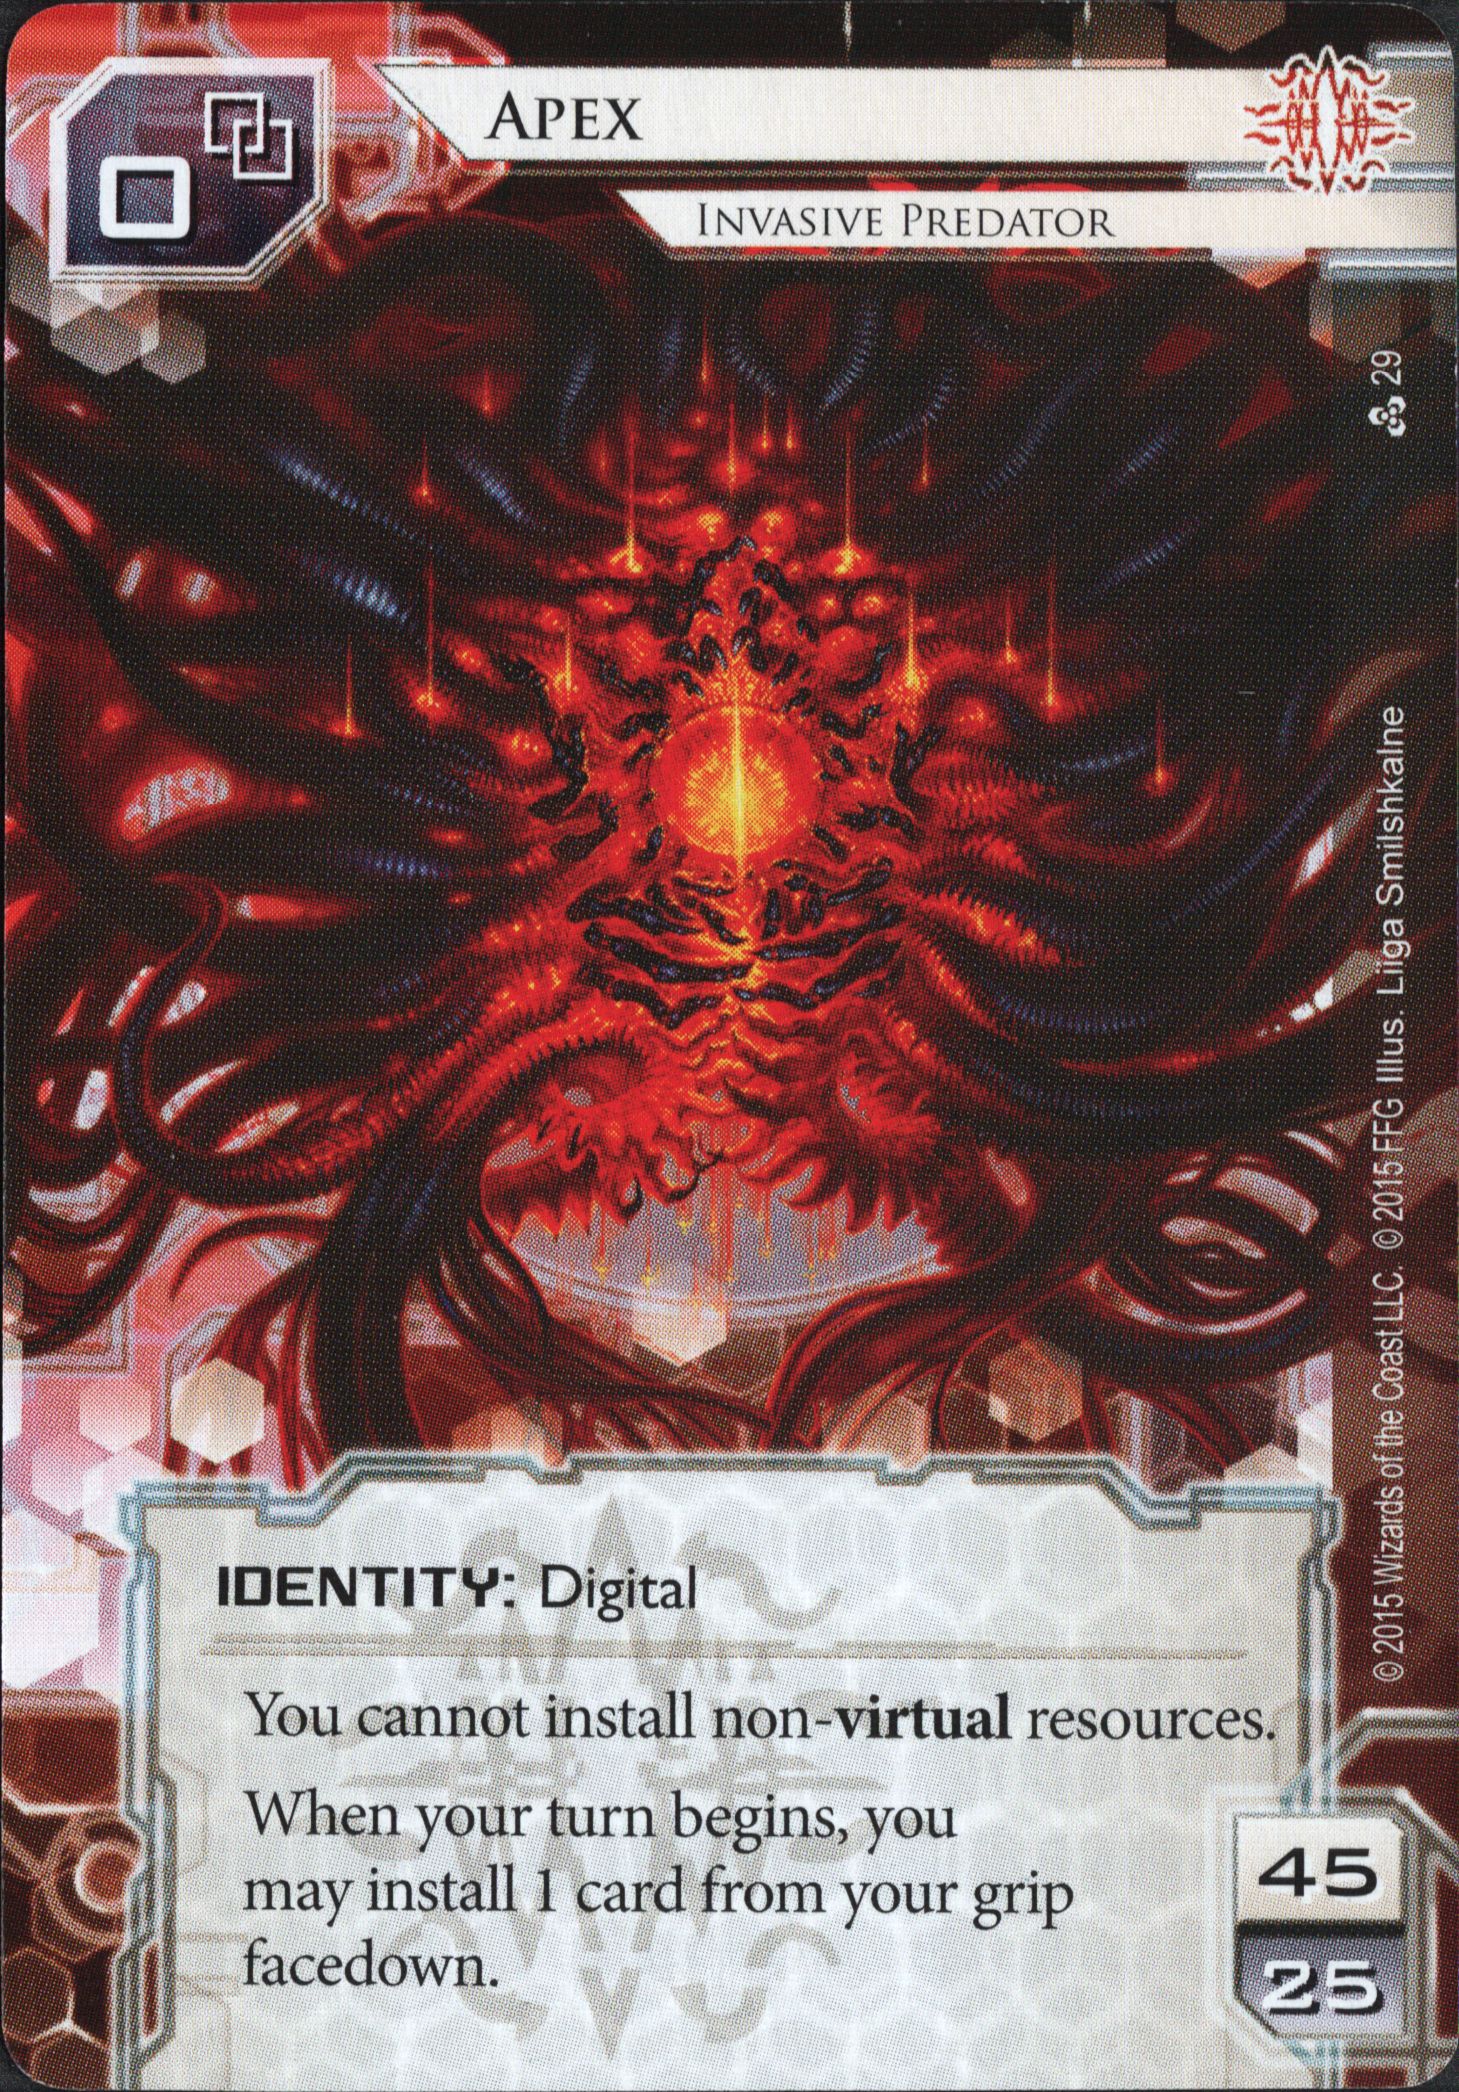 0
APEX
INVASIVE PREDATOR
29
© 2015 Wizards of the Coast LLC. © 2015 FFG Illus. Liiga Smilshkalne
IDENTITY: Digital
You cannot install non-virtual resources.
When your turn begins, you
may install 1 card from your grip
facedown.
45
25